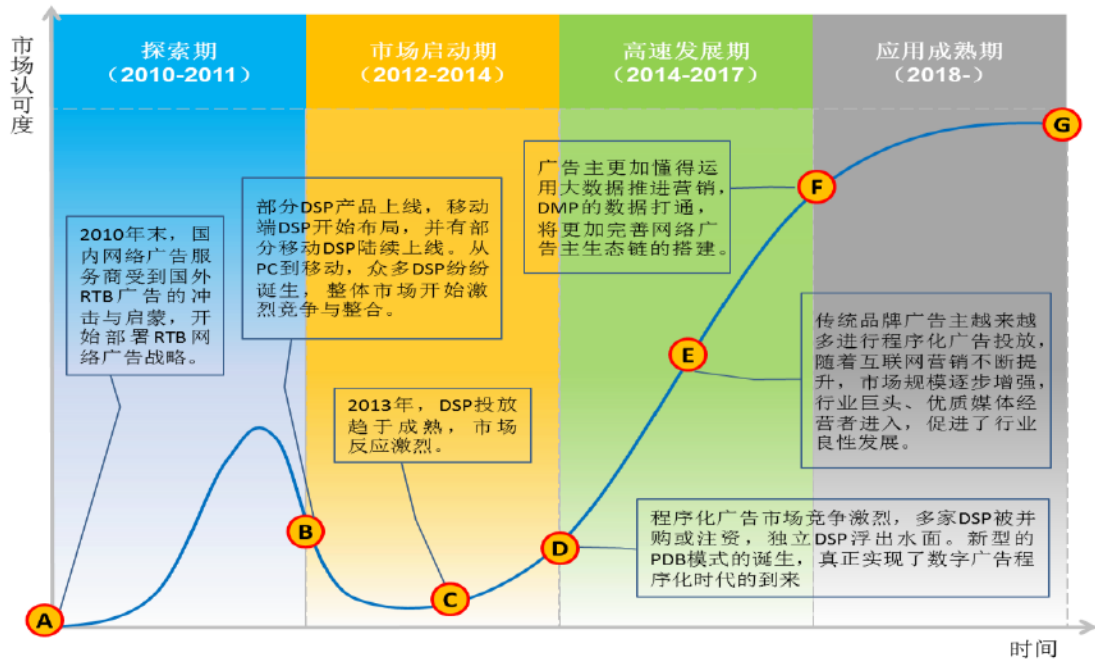 市场认可度
探索期
（2010-2011）
市场启动期
（2012-2014）
高速发展期
（2014-2017）
应用成熟期
（2018-）
2010年末，国
内网络广告服
务商受到国外
RTB广告的冲
击与启蒙，开
始部署RTB网
络广告战略。
部分DSP产品上线，移动
端DSP开始布局，并有部
分移动DSP陆续上线。从
PC到移动，众多DSP纷纷
诞生，整体市场开始激
烈竞争与整合。
2013年，DSP投放
趋于成熟，市场
反应激烈。
广告主更加懂得运
用大数据推进营销，
DMP的数据打通，
将更加完善网络广
告主生态链的搭建。
传统品牌广告主越来越
多进行程序化广告投放，
随着互联网营销不断提
升，市场规模逐步增强，
行业巨头、优质媒体经
营者进入，促进了行业
良性发展。
程序化广告市场竞争激烈，多家DSP被并
购或注资，独立DSP浮出水面。新型的
PDB模式的诞生，真正实现了数字广告程
序化时代的到来
A
B
C
D
E
F
G
时间